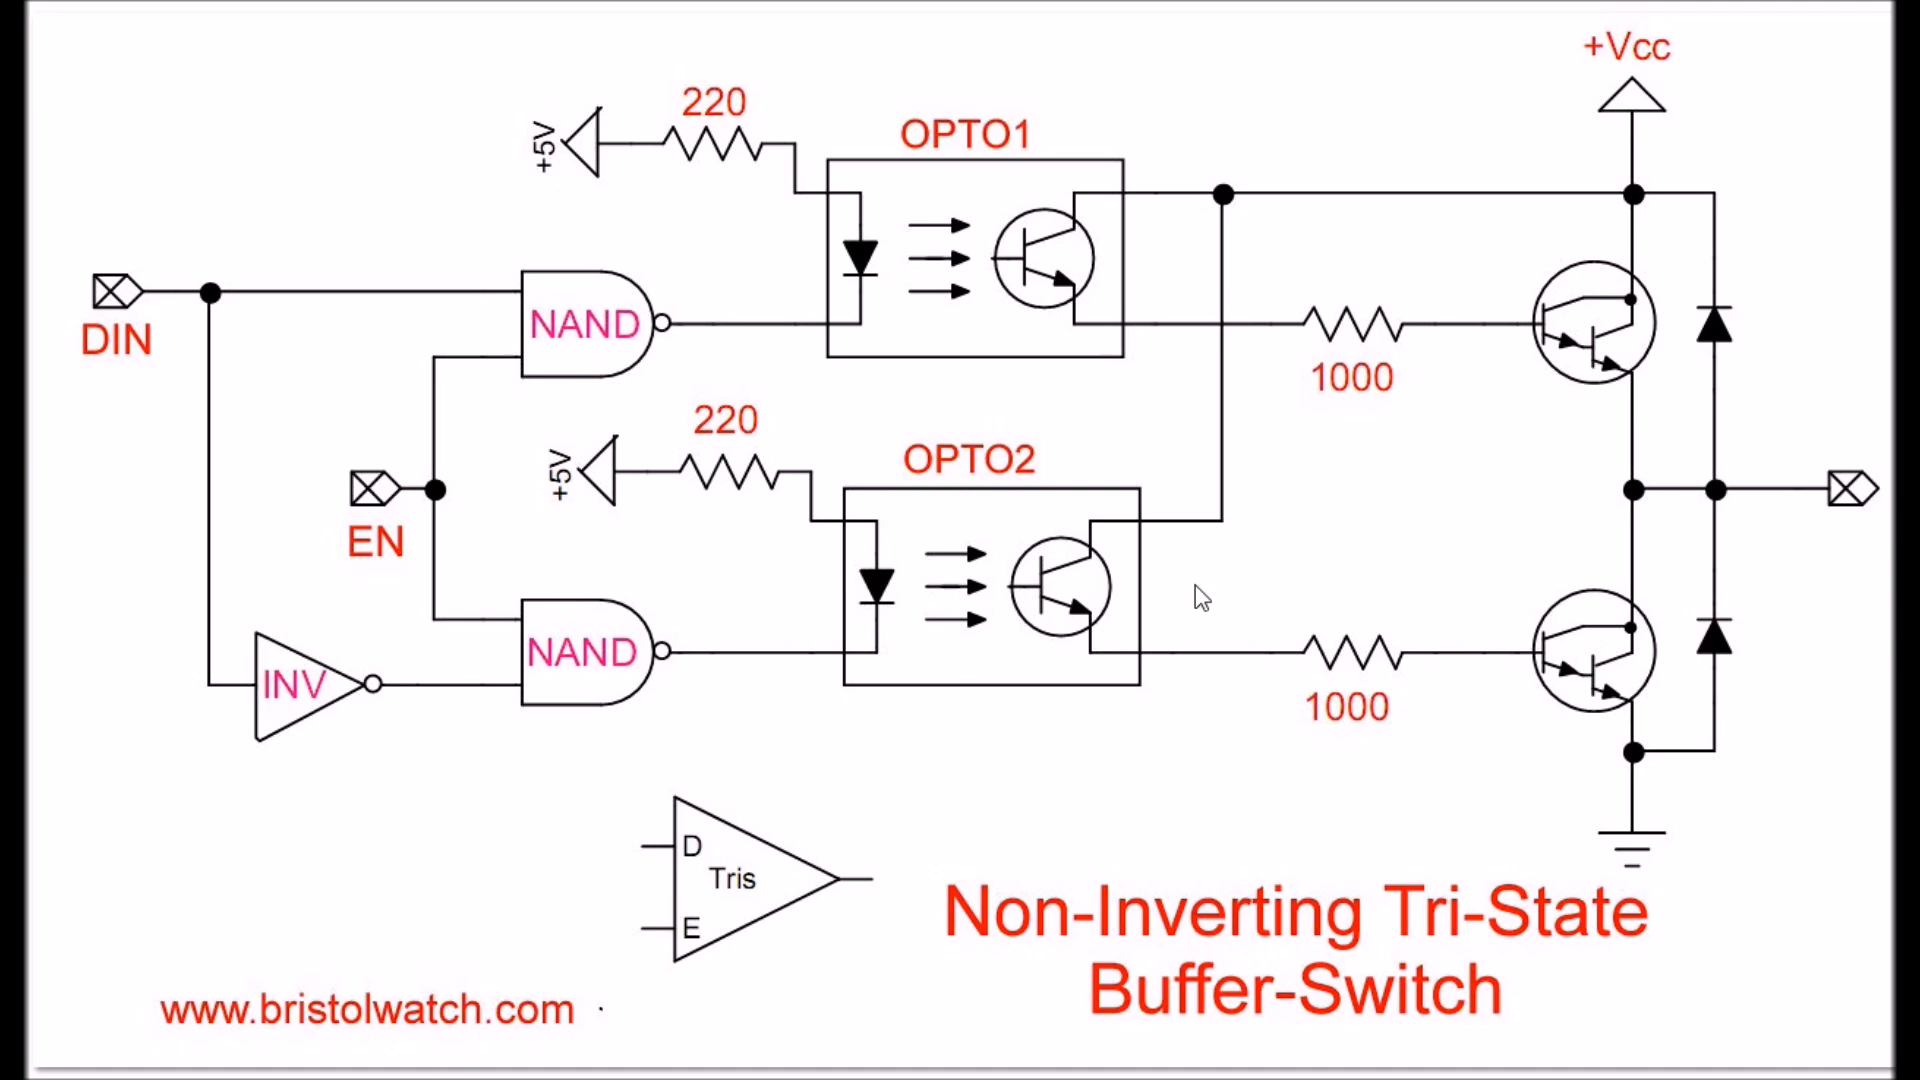 +Vcc
220
+5V
OPTO1
DIN
NAND
1000
220
+5V
OPTO2
EN
NAND
INV
1000
D
Tris
E
Non-Inverting Tri-State
Buffer-Switch
www.bristolwatch.com .